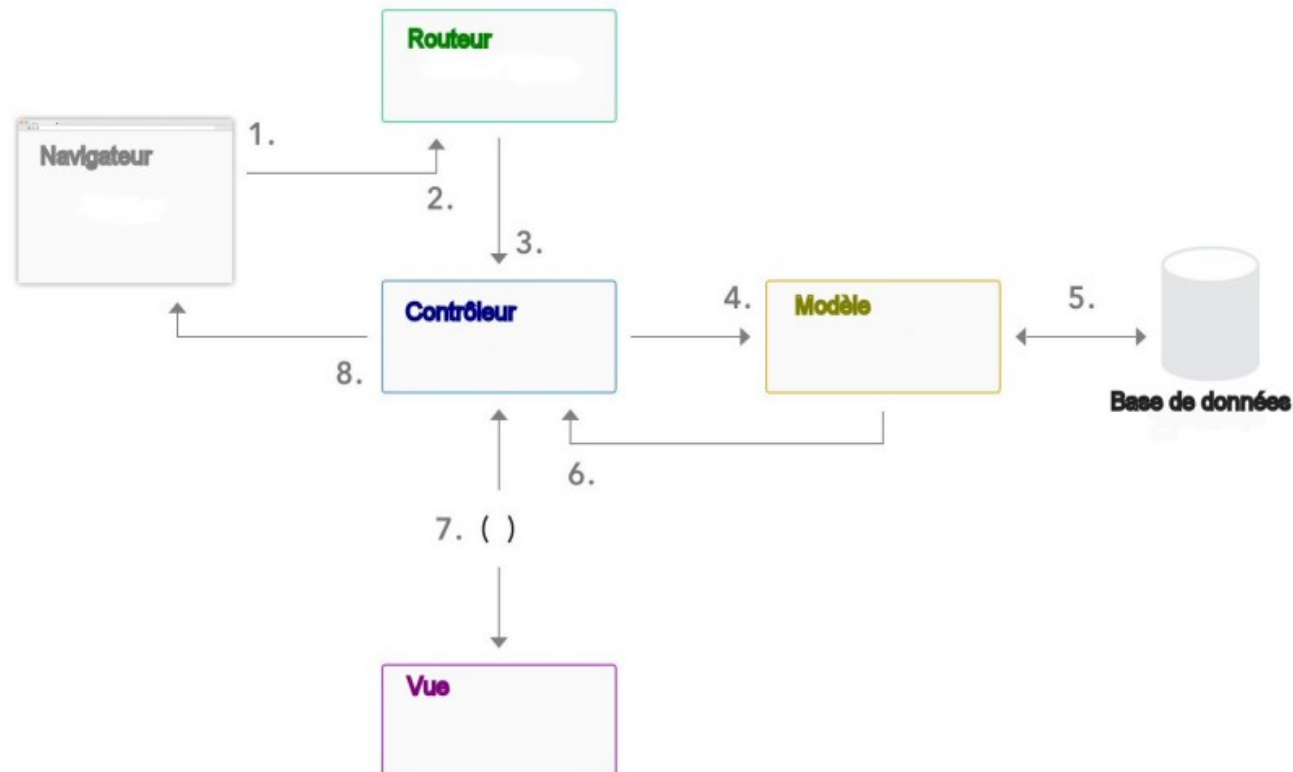 Routeur
Navigateur
1.
2.
3.
Contrôleur
4.
Modèle
5.
8.
Base de données
6.
7. ( )
Vue